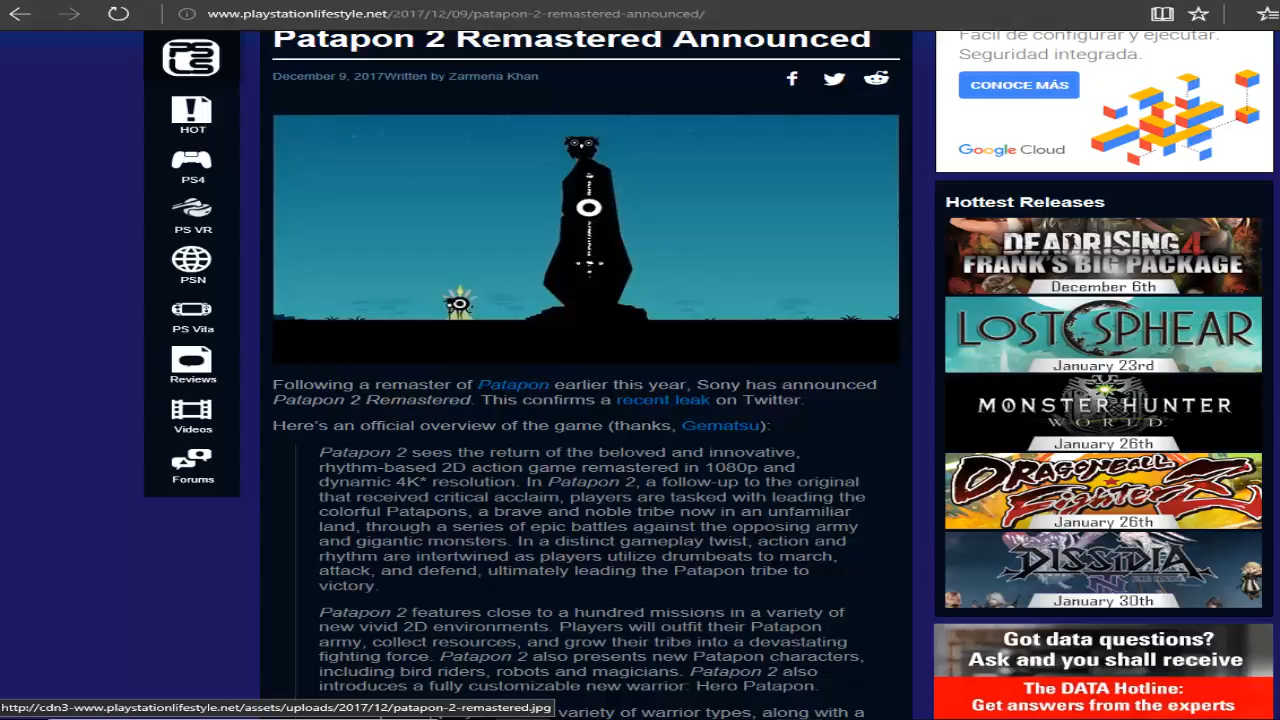 www.playstationlifestyle.net/2017/12/09/patapon-2-remastered-announced/
PS
LS
HOT
PS4
PS VR
PSN
PS Vita
Reviews
Videos
Forums
Patapon 2 Remastered Announced
December 9, 2017Written by Zarmena Khan
Following a remaster of Patapon earlier this year, Sony has announced
Patapon 2 Remastered. This confirms a recent leak on Twitter.
Here's an official overview of the game (thanks, Gematsu):
Patapon 2 sees the return of the beloved and innovative,
rhythm-based 2D action game remastered in 1080p and
dynamic 4K* resolution. In Patapon 2, a follow-up to the original
that received critical acclaim, players are tasked with leading the
colorful Patapons, a brave and noble tribe now in an unfamiliar
land, through a series of epic battles against the opposing army
and gigantic monsters. In a distinct gameplay twist, action and
rhythm are intertwined as players utilize drumbeats to march,
attack, and defend, ultimately leading the Patapon tribe to
victory.
Patapon 2 features close to a hundred missions in a variety of
new vivid 2D environments. Players will outfit their Patapon
army, collect resources, and grow their tribe into a devastating
fighting force. Patapon 2 also presents new Patapon characters,
including bird riders, robots and magicians. Patapon 2 also
introduces a fully customizable new warrior: Hero Patapon.
variety of warrior types, along with a
http://cdn3-www.playstationlifestyle.net/assets/uploads/2017/12/patapon-2-remastered.jpg
Fácil de configurar y ejecutar.
Seguridad integrada.
CONOCE MÁS
Google Cloud
Hottest Releases
DEADRISING 4
FRANK'S BIG PACKAGE
December 6th
LOST SPHEAR
January 23rd
MONSTER HUNTER
WORLD
January 26th
DRAGONBALL
FIGHTERZ
January 26th
DISSIDIA
NT
January 30th
Got data questions?
Ask and you shall receive
The DATA Hotline:
Get answers from the experts